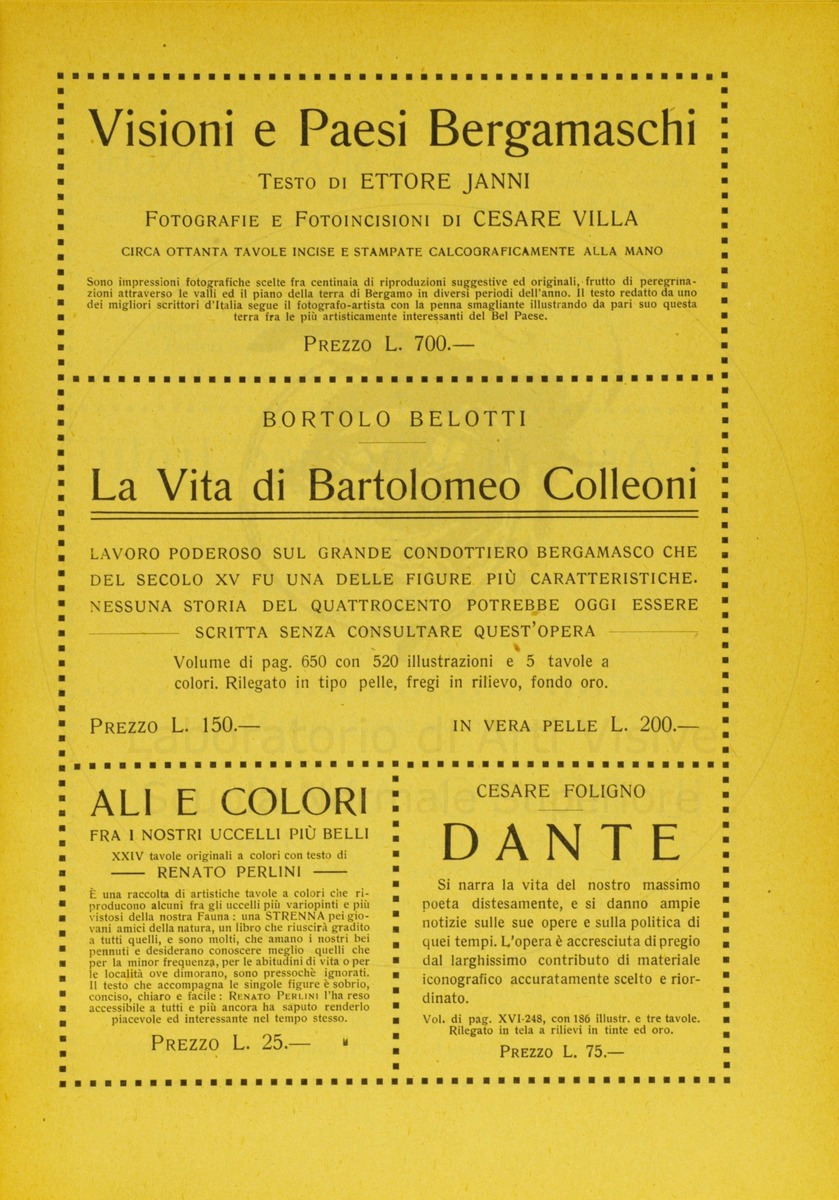 Visioni e Paesi Bergamaschi
TESTO DI ETTORE JANNI
FOTOGRAFIE E FOTOINCISIONI DI CESARE VILLA
CIRCA OTTANTA TAVOLE INCISE E STAMPATE CALCOGRAFICAMENTE ALLA MANO
Sono impressioni fotografiche scelte fra centinaia di riproduzioni suggestive ed originali, frutto di peregrina-
zioni attraverso le valli ed il piano della terra di Bergamo in diversi periodi dell'anno. Il testo redatto da uno
dei migliori scrittori d'Italia segue il fotografo-artista con la penna smagliante illustrando da pari suo questa
terra fra le più artisticamente interessanti del Bel Paese.
PREZZO L. 700.—
BORTOLO BELOTTI
La Vita di Bartolomeo Colleoni
LAVORO PODEROSO SUL GRANDE CONDOTTIERO BERGAMASCO CHE
DEL SECOLO XV FU UNA DELLE FIGURE PIÙ CARATTERISTICHE.
NESSUNA STORIA DEL QUATTROCENTO POTREBBE OGGI ESSERE
SCRITTA SENZA CONSULTARE QUEST'OPERA
Volume di pag. 650 con 520 illustrazioni e 5 tavole a
colori. Rilegato in tipo pelle, fregi in rilievo, fondo oro.
PREZZO L. 150.— IN VERA PELLE L. 200.—
ALI E COLORI
FRA I NOSTRI UCCELLI PIÙ BELLI
XXIV tavole originali a colori con testo di
RENATO PERLINI
È una raccolta di artistiche tavole a colori che ri-
producono alcuni fra gli uccelli più variopinti e più
vistosi della nostra Fauna: una STRENNA pei gio-
vani amici della natura, un libro che riuscirà gradito
a tutti quelli, e sono molti, che amano i nostri bei
pennuti e desiderano conoscere meglio quelli che
per la minor frequenza, per le abitudini di vita o per
le località ove dimorano, sono pressochè ignorati.
Il testo che accompagna le singole figure è sobrio,
conciso, chiaro e facile: RENATO PERLINI l'ha reso
accessibile a tutti e più ancora ha saputo renderlo
piacevole ed interessante nel tempo stesso.
PREZZO L. 25.—
CESARE FOLIGNO
DANTE
Si narra la vita del nostro massimo
poeta distesamente, e si danno ampie
notizie sulle sue opere e sulla politica di
quei tempi. L'opera è accresciuta di pregio
dal larghissimo contributo di materiale
iconografico accuratamente scelto e rior-
dinato.
Vol. di pag. XVI-248, con 186 illustr. e tre tavole.
Rilegato in tela a rilievi in tinte ed oro.
PREZZO L. 75.—
Laboratorio di Arti Visive